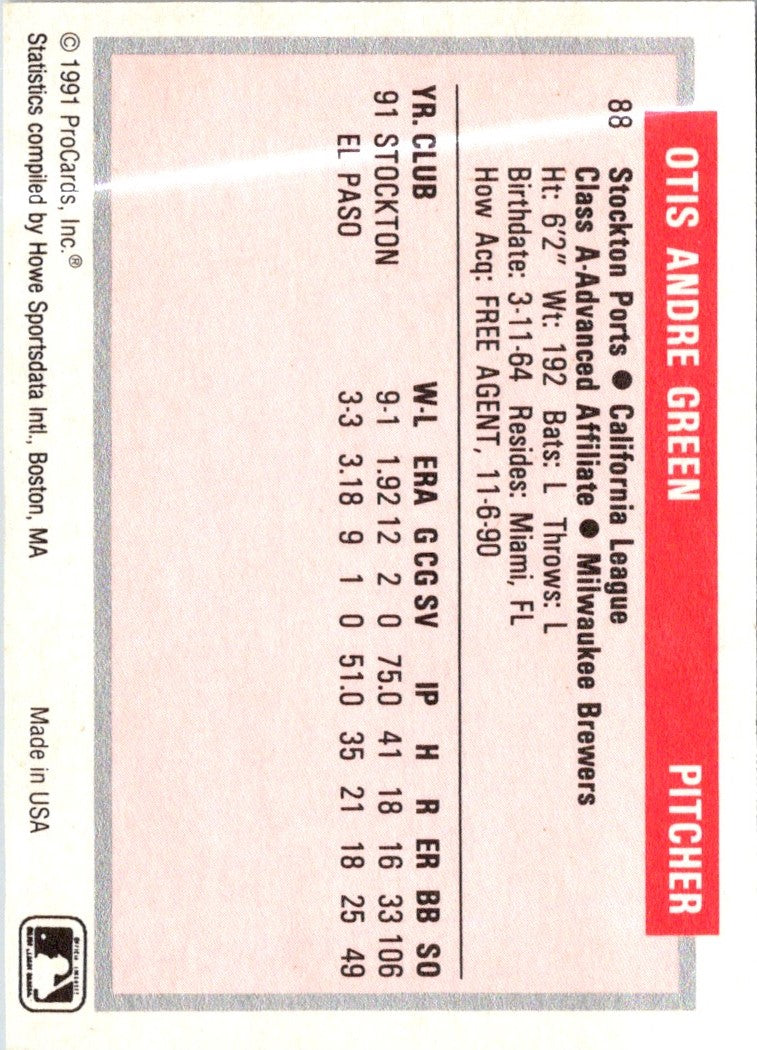 OTIS ANDRE GREEN PITCHER
88 Stockton Ports ● California League
Class A-Advanced Affiliate ● Milwaukee Brewers
Ht: 6'2" Wt: 192 Bats: L Throws: L
Birthdate: 3-11-64 Resides: Miami, FL
How Acq: FREE AGENT, 11-6-90
YR. CLUB W-L ERA G CG SV IP H R ER BB SO
91 STOCKTON 9-1 1.92 12 2 0 75.0 41 18 16 33 106
EL PASO 3-3 3.18 9 1 0 51.0 35 21 18 25 49
© 1991 ProCards, Inc.®
Statistics compiled by Howe Sportsdata Intl., Boston, MA Made in USA